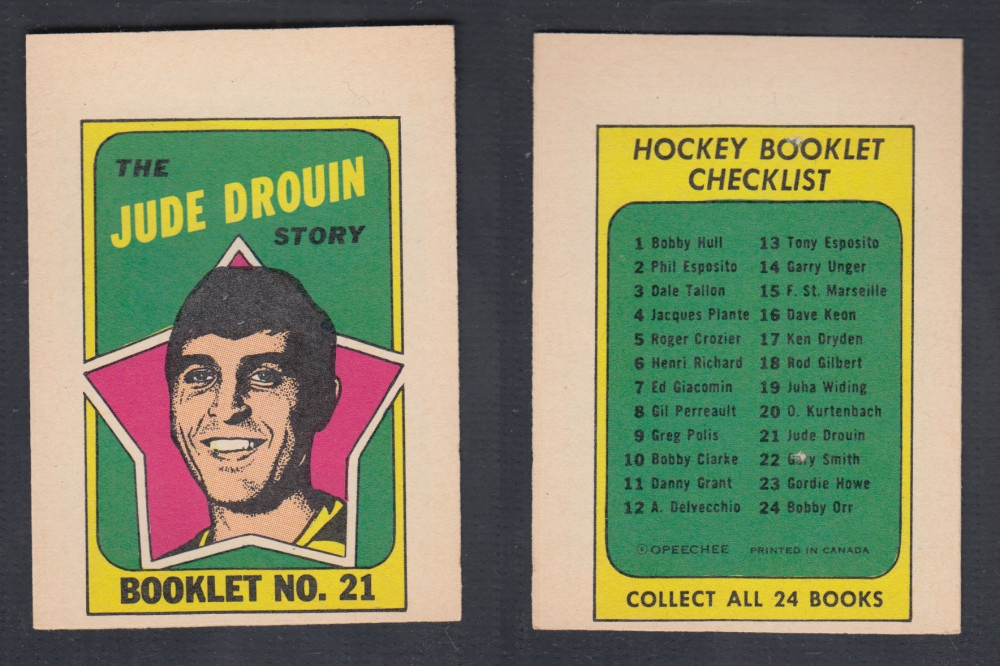 THE
JUDE DROUIN
STORY
BOOKLET NO. 21
HOCKEY BOOKLET
CHECKLIST
1 Bobby Hull
2 Phil Esposito
3 Dale Tallon
4 Jacques Plante
5 Roger Crozier
6 Henri Richard
7 Ed Giacomin
8 Gil Perreault
9 Greg Polis
10 Bobby Clarke
11 Danny Grant
12 A. Delvecchio
13 Tony Esposito
14 Garry Unger
15 F. St. Marseille
16 Dave Keon
17 Ken Dryden
18 Rod Gilbert
19 Juha Widing
20 O. Kurtenbach
21 Jude Drouin
22 Gary Smith
23 Gordie Howe
24 Bobby Orr
© OPEECHEE PRINTED IN CANADA
COLLECT ALL 24 BOOKS